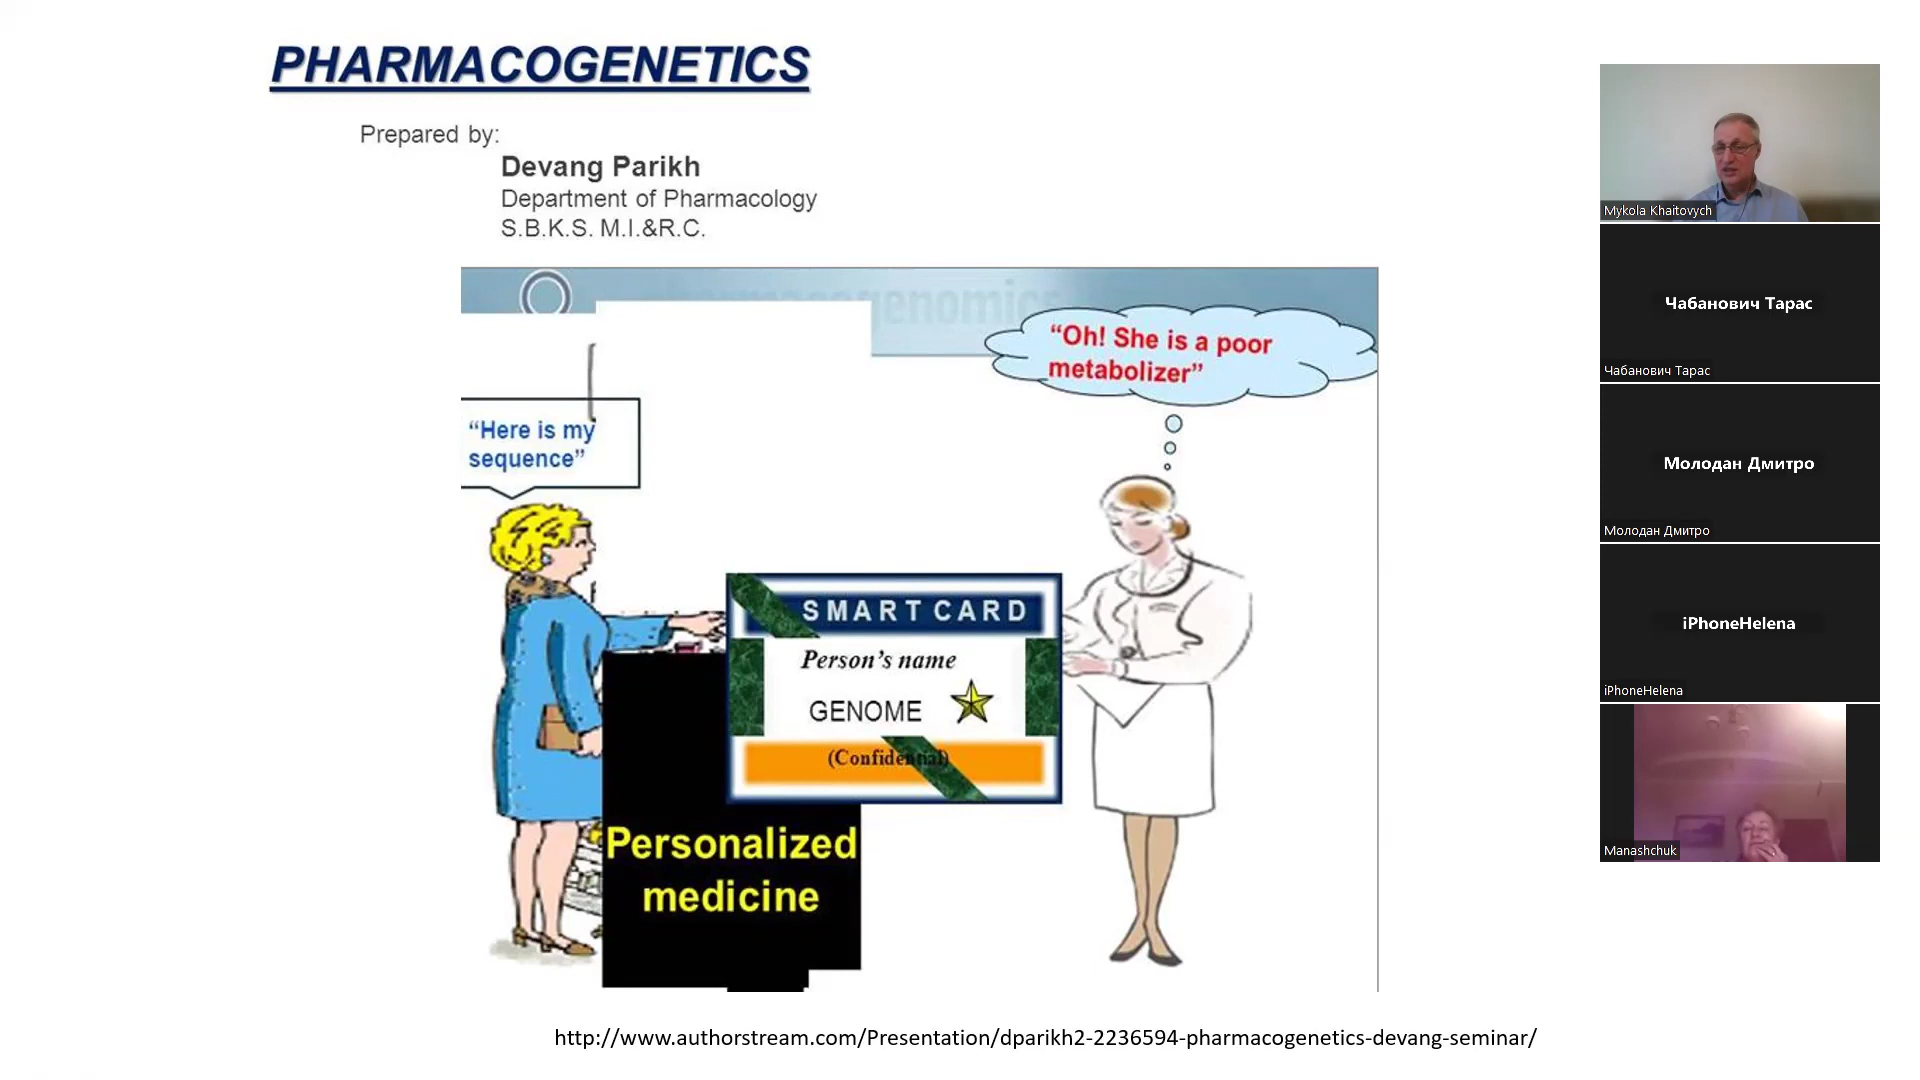 PHARMACOGENETICS
Prepared by:
Devang Parikh
Department of Pharmacology
S.B.K.S. M.I.&R.C.
pharmacogenomics
“Oh! She is a poor
metabolizer”
“Here is my
sequence”
SMART CARD
Person’s name
GENOME
(Confidential)
Personalized
medicine
http://www.authorstream.com/Presentation/dparikh2-2236594-pharmacogenetics-devang-seminar/
Mykola Khaitovych
Чабанович Тарас
Чабанович Тарас
Молодан Дмитро
Молодан Дмитро
iPhoneHelena
iPhoneHelena
Manashchuk